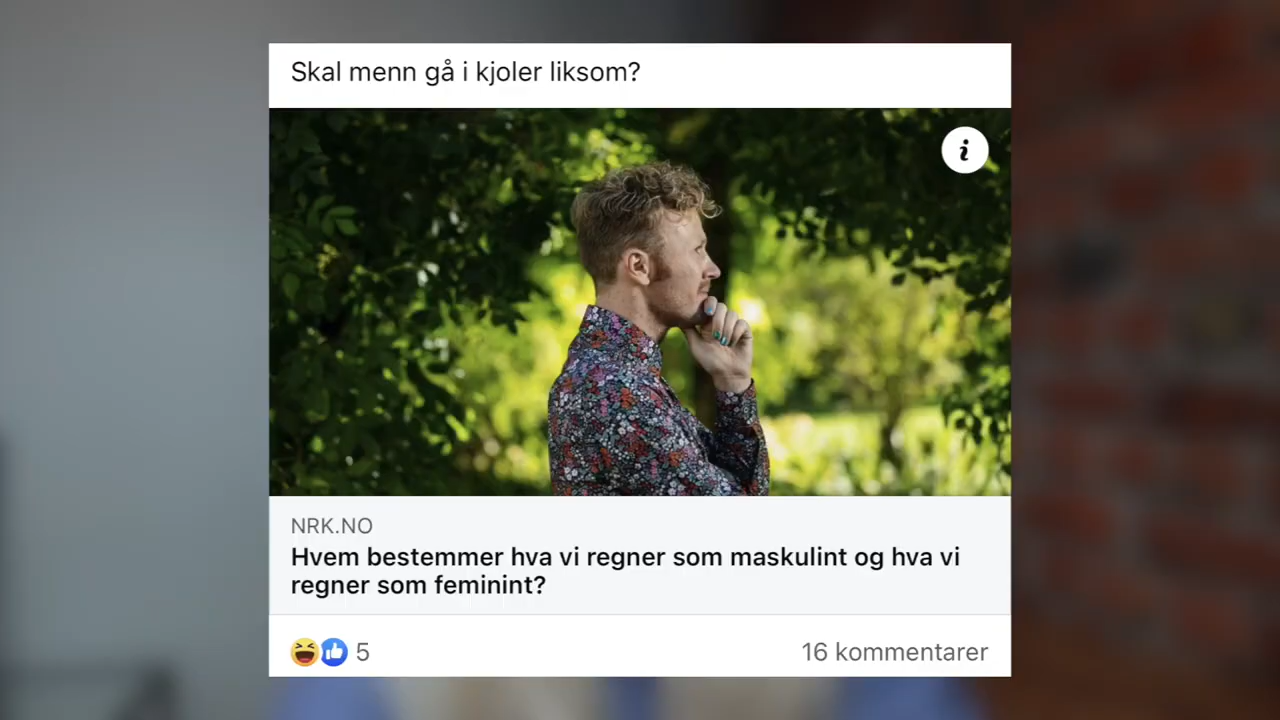 Skal menn gå i kjoler liksom?
i
NRK.NO
Hvem bestemmer hva vi regner som maskulint og hva vi
regner som feminint?
5
16 kommentarer